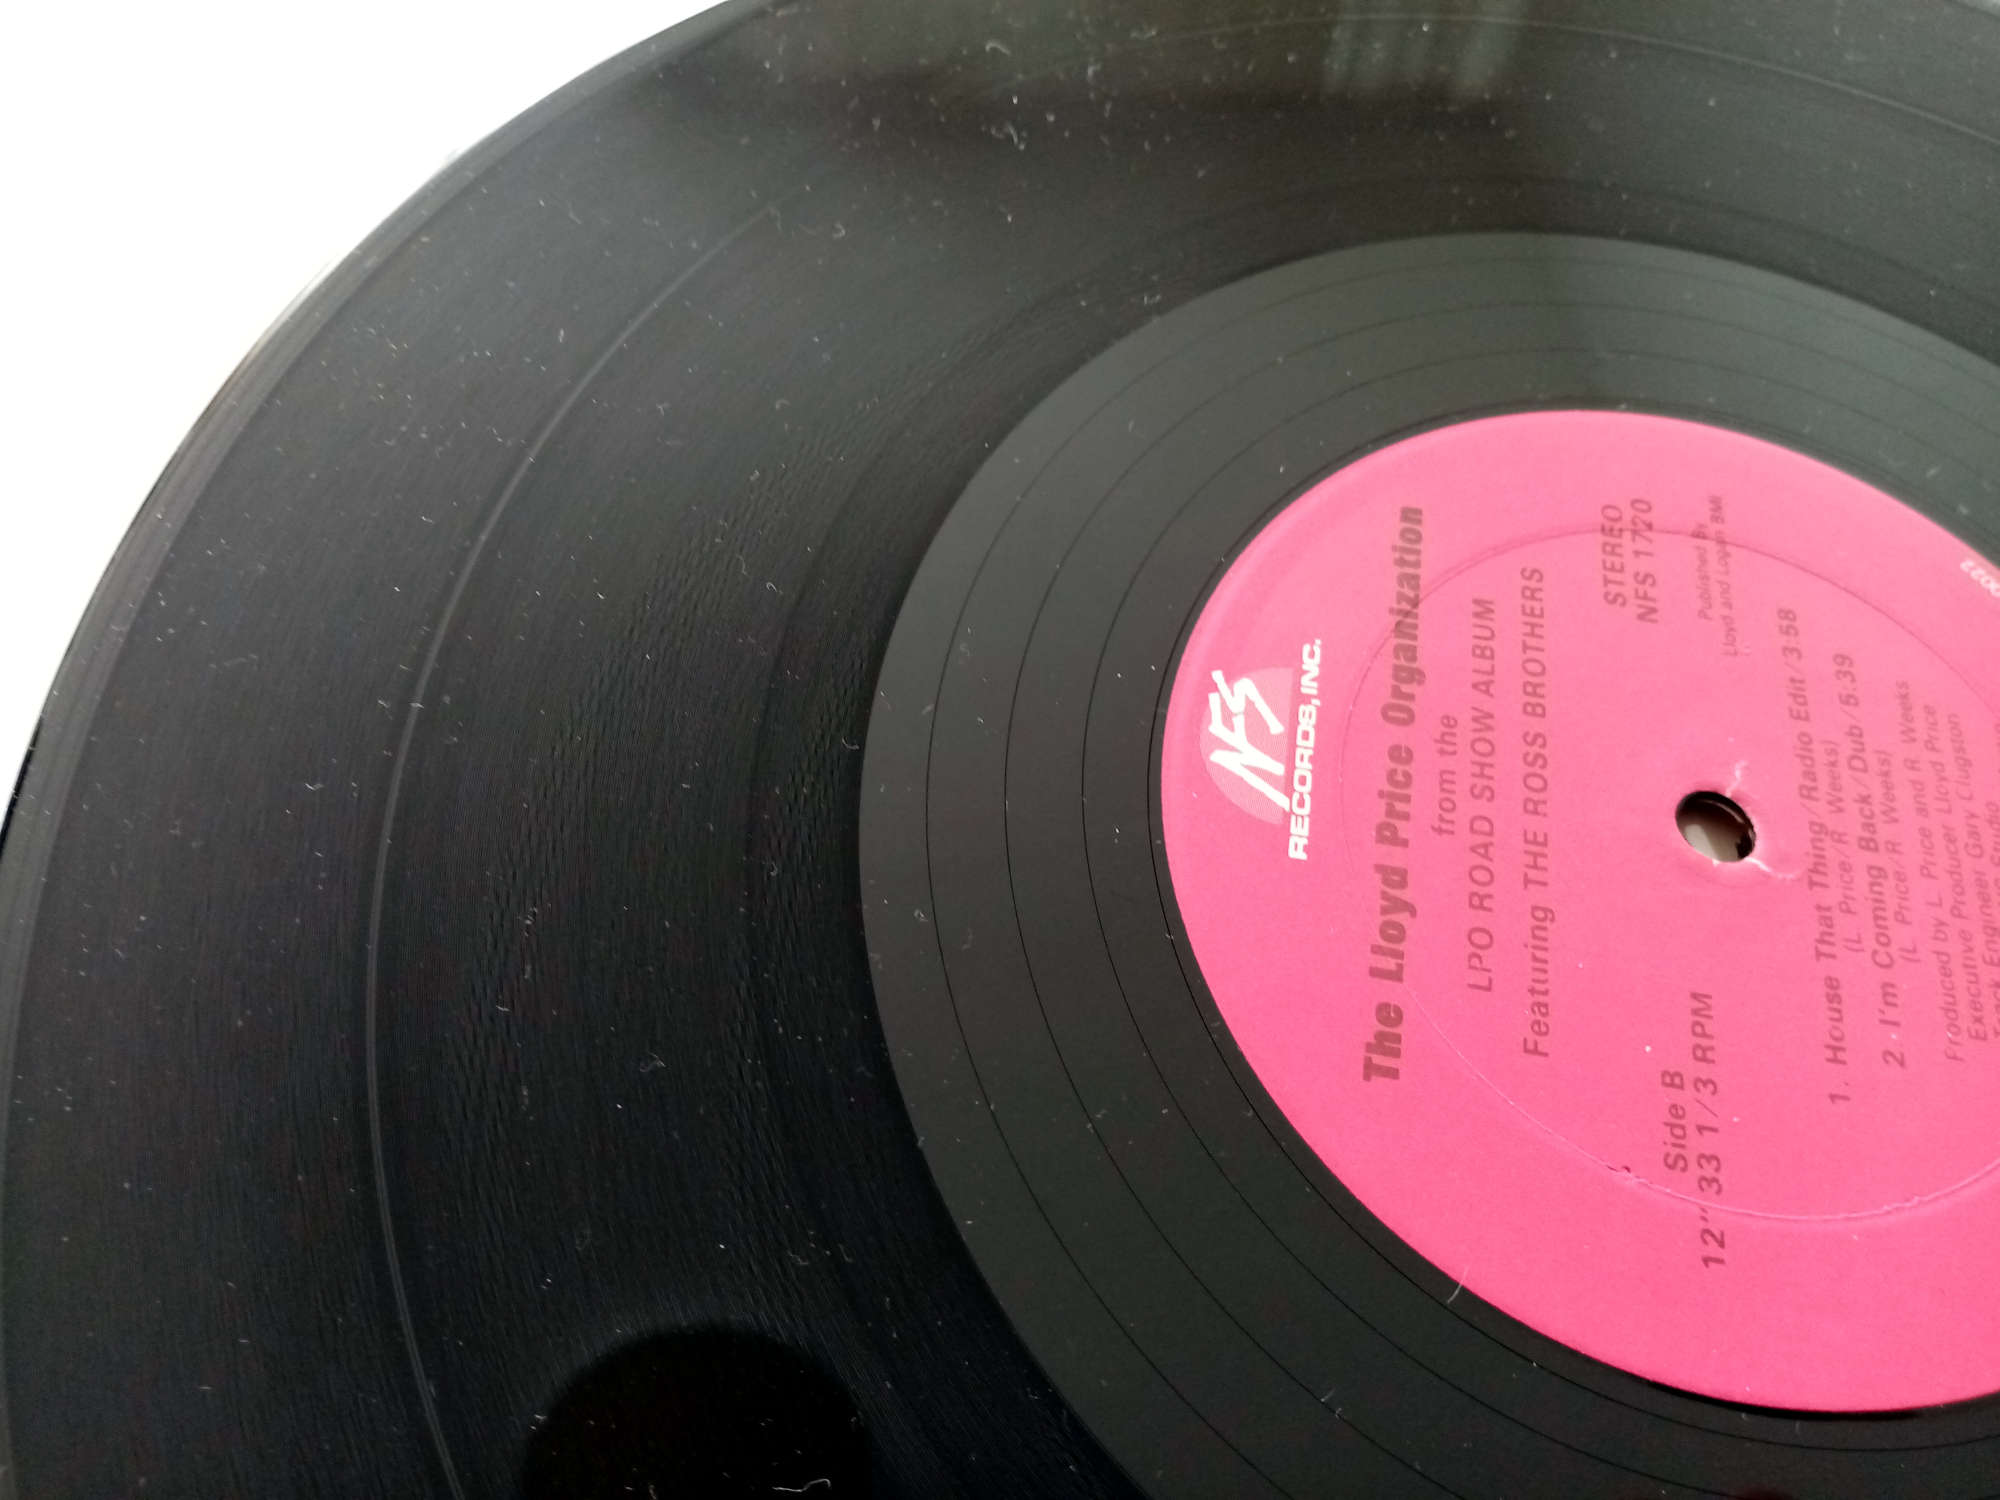 NFS
RECORDS, INC.
The Lloyd Price Organization
from the
LPO ROAD SHOW ALBUM
Featuring THE ROSS BROTHERS
STEREO
NFS 1720
Side B
12" 33 1/3 RPM
Published By
Lloyd and Logan BMI
1. House That Thing/Radio Edit/3:58
(L. Price/R. Weeks)
2. I'm Coming Back/Dub/5:39
(L. Price/R. Weeks)
Produced by L. Price and R. Weeks
Executive Producer Lloyd Price
Engineer Gary Clugston